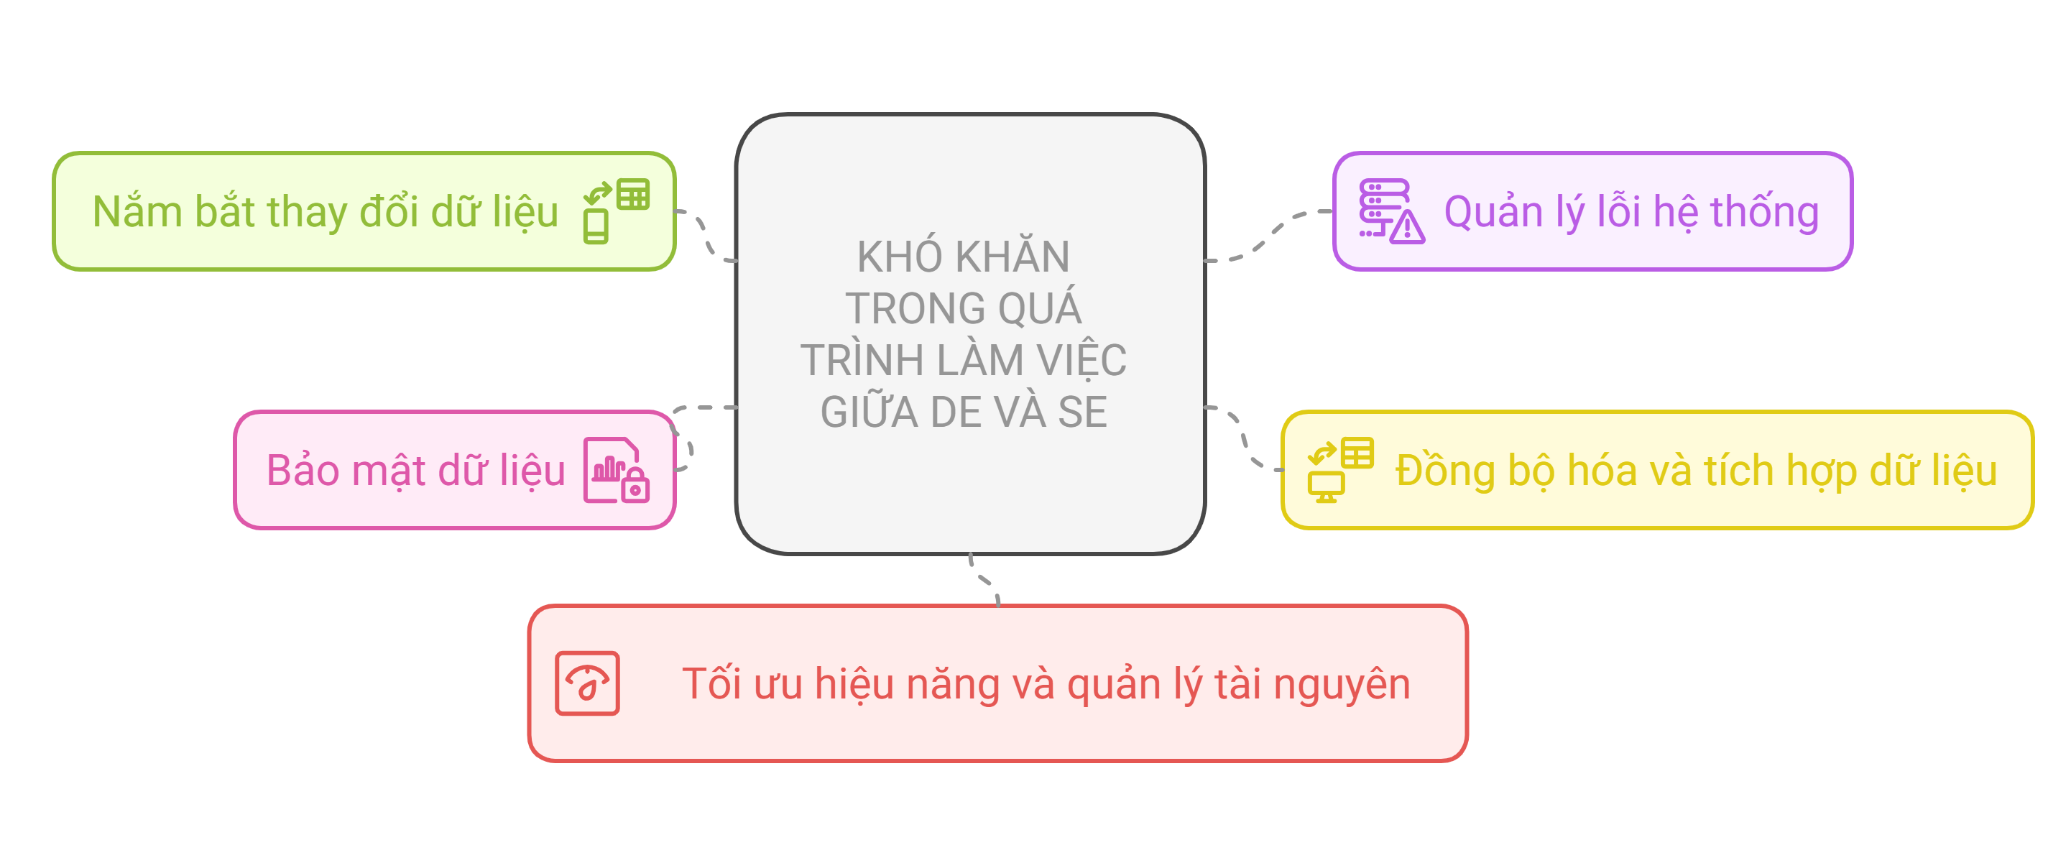 Nắm bắt thay đổi dữ liệu
Quản lý lỗi hệ thống
KHÓ KHĂN
TRONG QUÁ
TRÌNH LÀM VIỆC
GIỮA DE VÀ SE
Bảo mật dữ liệu
Đồng bộ hóa và tích hợp dữ liệu
Tối ưu hiệu năng và quản lý tài nguyên